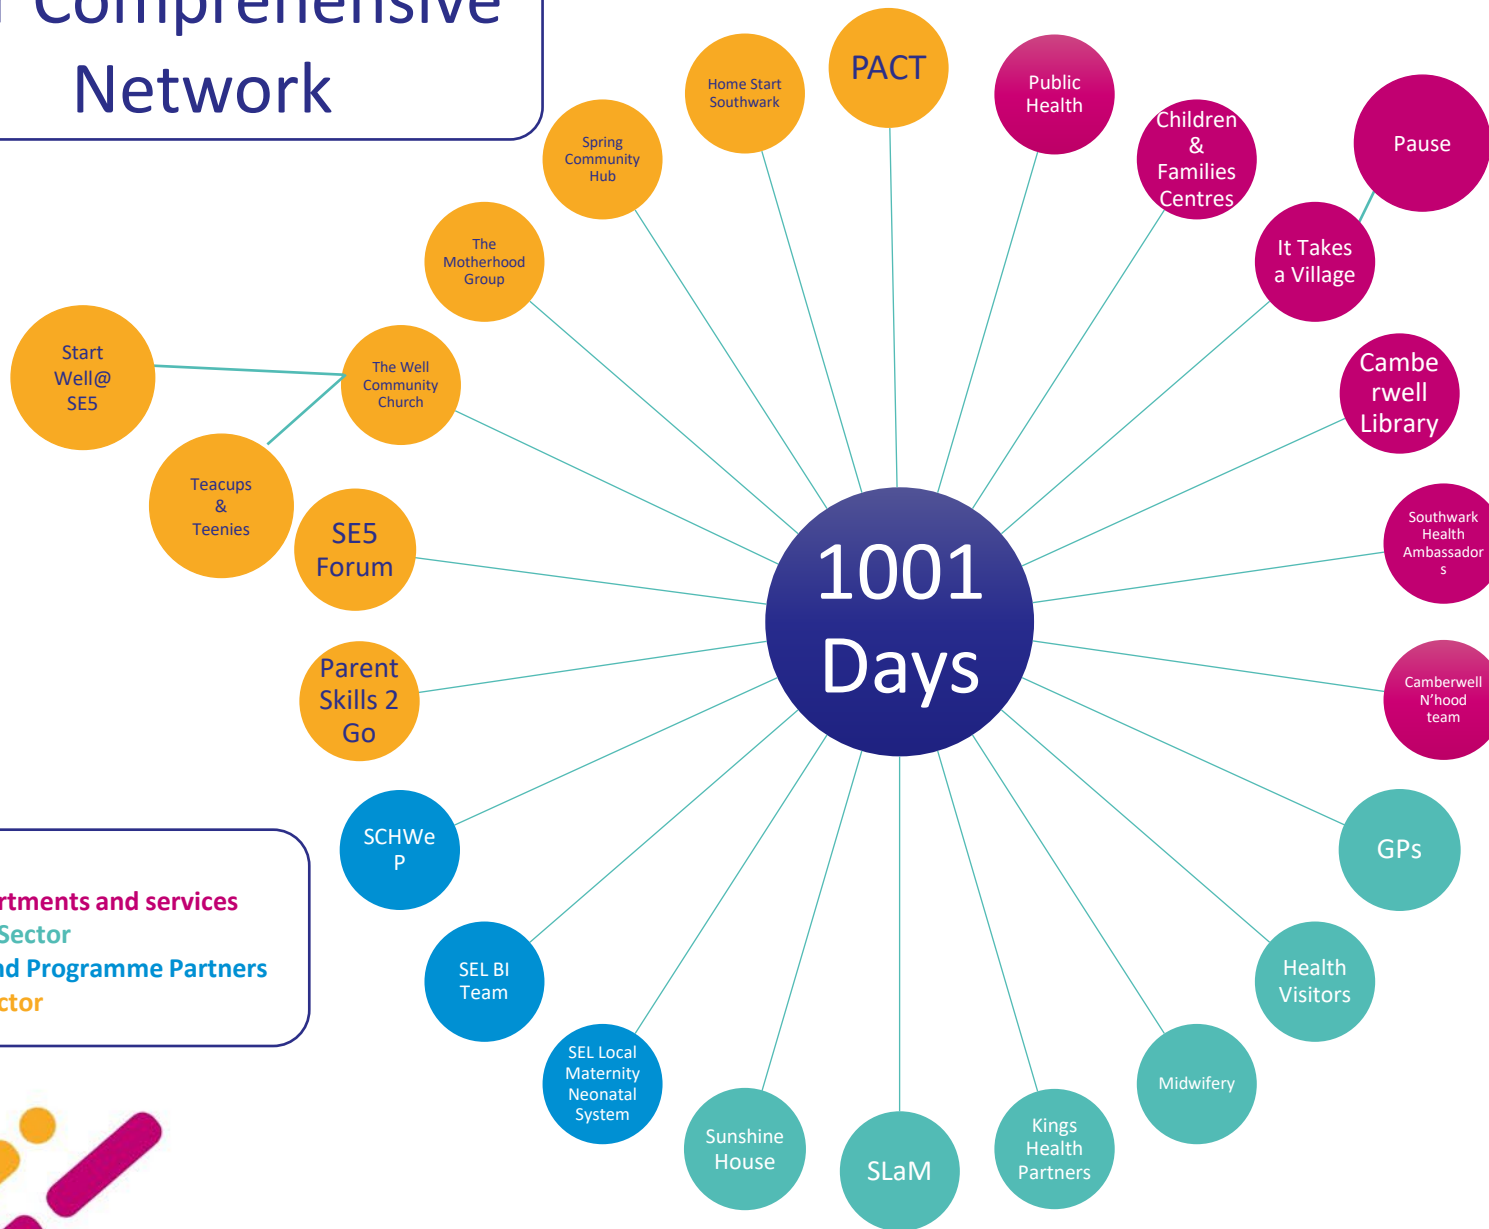 Comprehensive
Network
PACT
Home Start
Southwark
Public
Health
Spring
Community
Hub
Children
&
Families
Centres
Pause
The
Motherhood
Group
It Takes
a Village
Start
Well@
SE5
The Well
Community
Church
Cambe
rwell
Library
Teacups
&
Teenies
SE5
Forum
Southwark
Health
Ambassador
s
1001
Days
Parent
Skills 2
Go
Camberwell
N'hood
team
SCHWe
P
GPs
rtments and services
Sector
nd Programme Partners
ctor
SEL BI
Team
Health
Visitors
SEL Local
Maternity
Neonatal
System
Midwifery
Sunshine
House
SLaM
Kings
Health
Partners